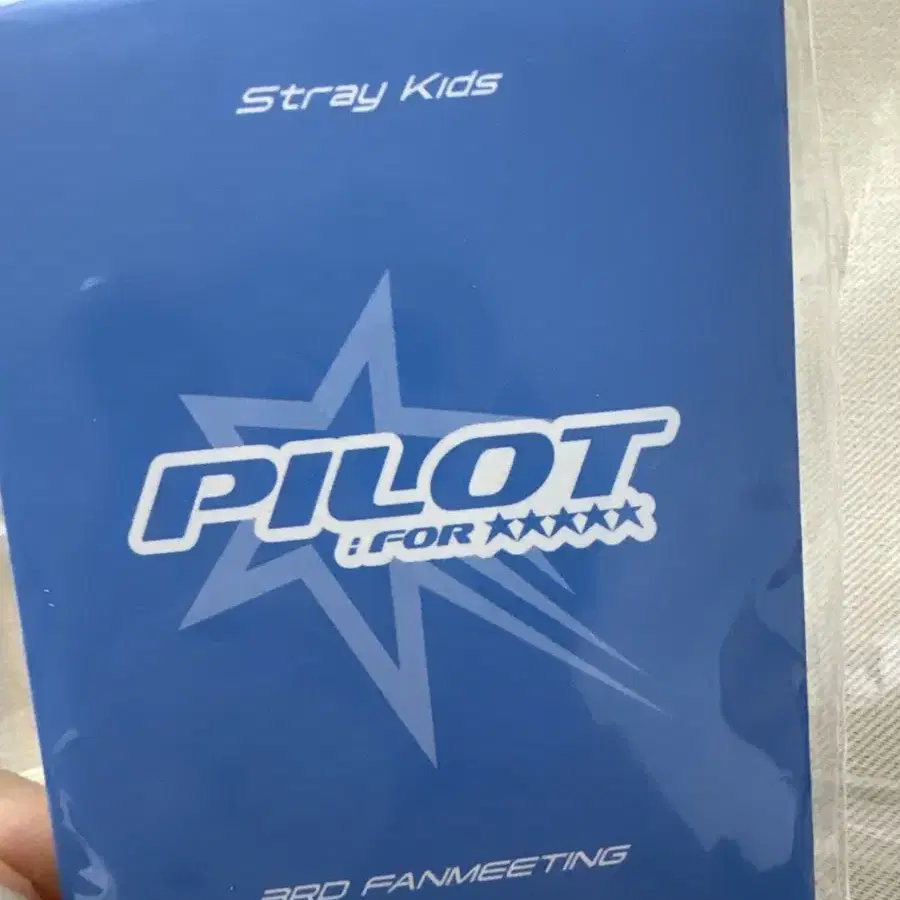 Stray Kids
PILOT
: FOR ★★★★★
3RD FANMEETING